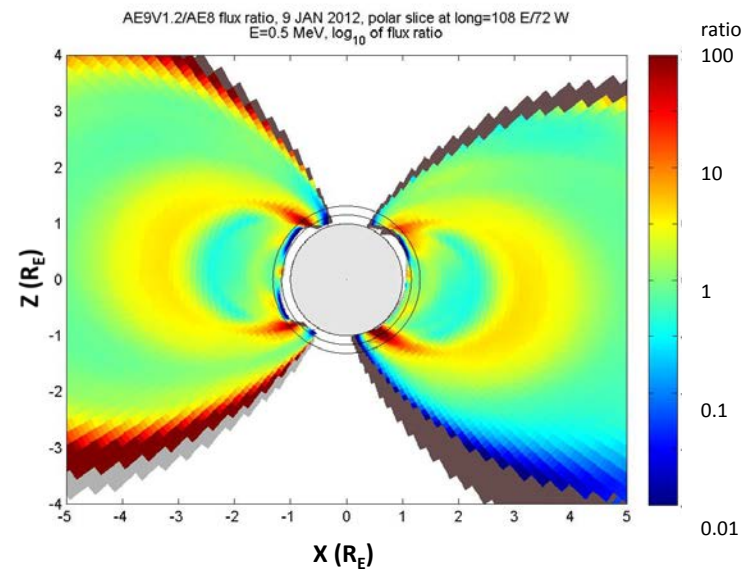 AE9V1.2/AE8 flux ratio, 9 JAN 2012, polar slice at long=108 E/72 W
E=0.5 MeV, log10 of flux ratio
ratio
100
10
1
0.1
0.01
4
3
2
1
0
-1
-2
-3
-4
Z (RE)
-5 -4 -3 -2 -1 0 1 2 3 4 5
X (RE)